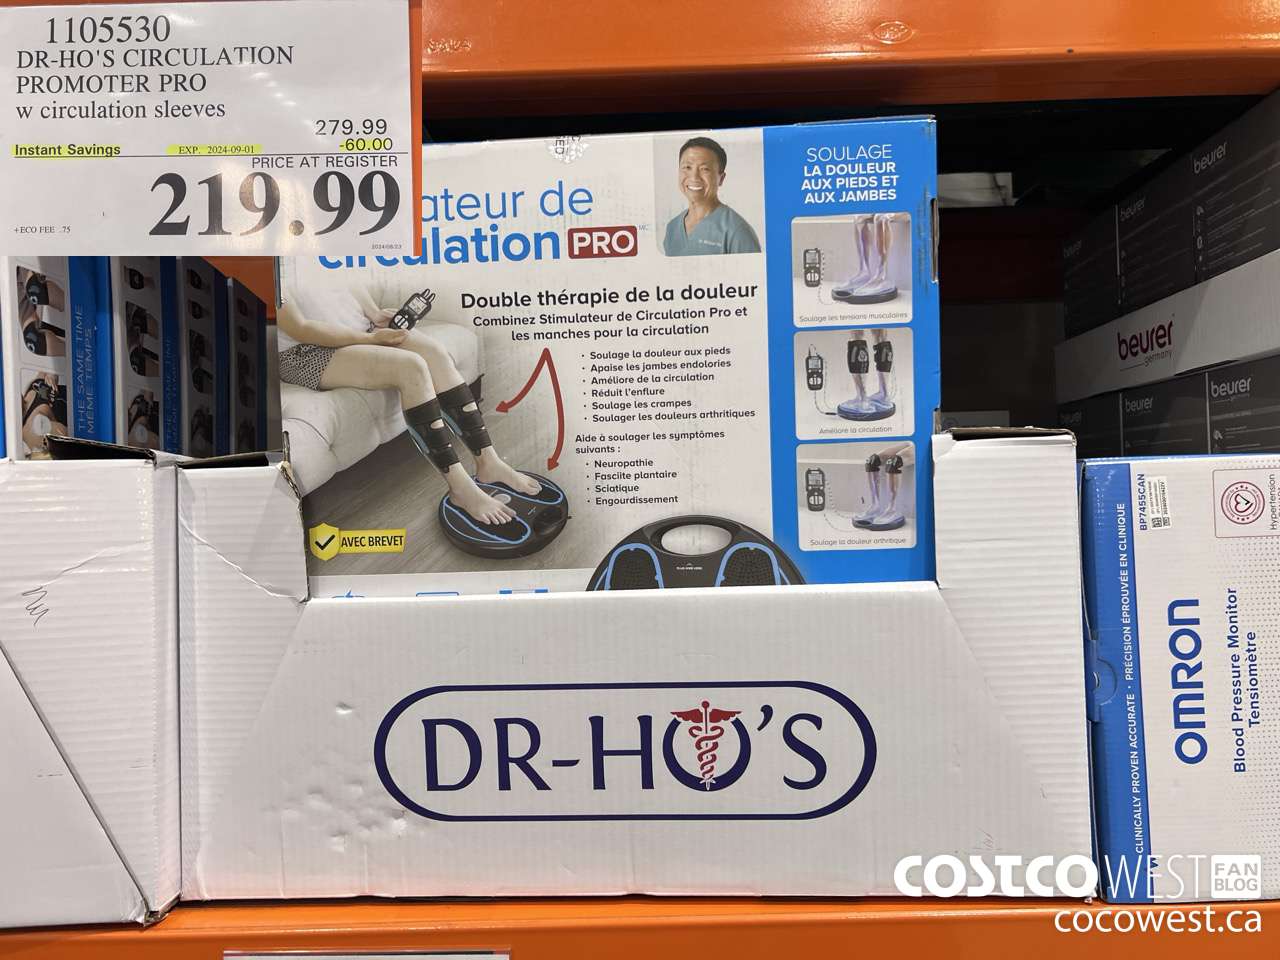 1105530
DR-HO'S CIRCULATION
PROMOTER PRO
w circulation sleeves
279.99
Instant Savings EXP. 2024-09-01 -60.00
PRICE AT REGISTER
219.99
+ECO FEE .75
2024/08/23
ateur de
culation PRO MC
Double thérapie de la douleur
Combinez Stimulateur de Circulation Pro et
les manches pour la circulation
· Soulage la douleur aux pieds
· Apaise les jambes endolories
· Améliore de la circulation
· Réduit l'enflure
· Soulage les crampes
· Soulager les douleurs arthritiques
Aide à soulager les symptômes
suivants :
· Neuropathie
· Fasciite plantaire
· Sciatique
· Engourdissement
AVEC BREVET
SOULAGE
LA DOULEUR
AUX PIEDS ET
AUX JAMBES
Soulage les tensions musculaires
Améliore la circulation
Soulage la douleur arthritique
THE SAME TIME
MÊME TEMPS
DR-HO'S
beurer
beurer
beurer
germany
beurer
beurer
BP7455CAN
Hypertension
CLINICALLY PROVEN ACCURATE · PRÉCISION ÉPROUVÉE EN CLINIQUE
OMRON
Blood Pressure Monitor
Tensiomètre
COSTCO WEST FAN BLOG
cocowest.ca